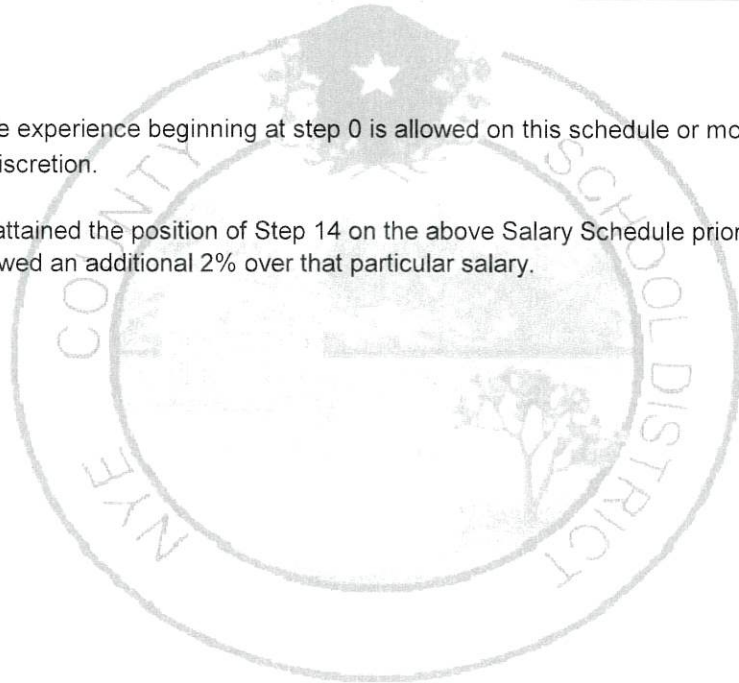 e experience beginning at step 0 is allowed on this schedule or mo
iscretion.
attained the position of Step 14 on the above Salary Schedule prior
wed an additional 2% over that particular salary.
NYE COUNTY SCHOOL DISTRICT